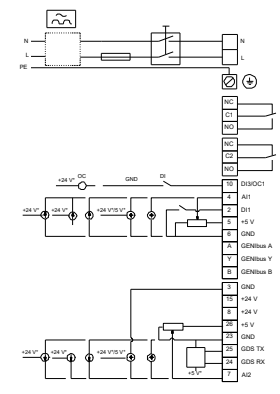 N N
L L
PE
NC
C1
NO
NC
C2
NO
+24 V* OC GND DI 10 DI3/OC1
4 AI1
+24 V* +24 V* +24 V*/5 V* 2 DI1
5 +5 V
6 GND
A GENIbus A
Y GENIbus Y
B GENIbus B
3 GND
15 +24 V
8 +24 V
26 +5 V
23 GND
+24 V* +24 V* +24 V*/5 V* 25 GDS TX
24 GDS RX
+5 V* 7 AI2